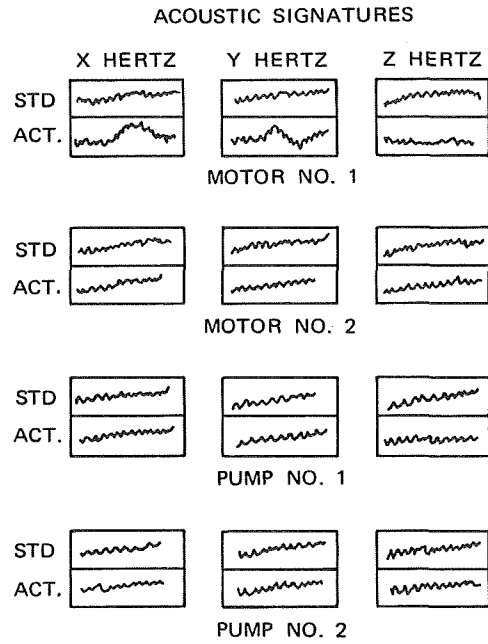 ACOUSTIC SIGNATURES
X HERTZ Y HERTZ Z HERTZ
STD
ACT.
MOTOR NO. 1
STD
ACT.
MOTOR NO. 2
STD
ACT.
PUMP NO. 1
STD
ACT.
PUMP NO. 2